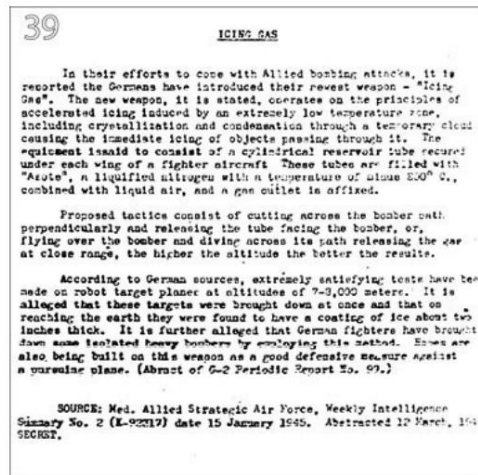 39
ICING GAS
In their efforts to cope with Allied bombing attacks, it is
reported the Germans have introduced their newest weapon - "Icing
Gas". The new weapon, it is stated, operates on the principles of
accelerated icing induced by an extremely low temperature zone,
including crystallization and condensation through a temporary cloud
causing the immediate icing of objects passing through it. The
equipment is said to consist of a cylindrical reservoir tube secured
under each wing of a fighter aircraft These tubes are filled with
"Azote", a liquified nitrogen with a temperature of minus C.,
combined with liquid air, and a gas outlet is affixed.
Proposed tactics consist of cutting across the bomber path
perpendicularly and releasing the tube facing the bomber, or,
flying over the bomber and diving across its path releasing the gas
at close range, the higher the altitude the better the results.
According to German sources, extremely satisfying tests have been
made on robot target planes at altitudes of 7-8,000 meters. It is
alleged that these targets were brought down at once and that on
reaching the earth they were found to have a coating of ice about two
inches thick. It is further alleged that German fighters have brought
down some isolated heavy bombers by employing this method. Hopes are
also being built on this weapon as a good defensive measure against
a pursuing plane. (Abract of G-2 Periodic Report No. 97.)
SOURCE: Med. Allied Strategic Air Force, Weekly Intelligence
Summary No. 2 date 15 January 1945. Abstracted 12 March,
SECRET.